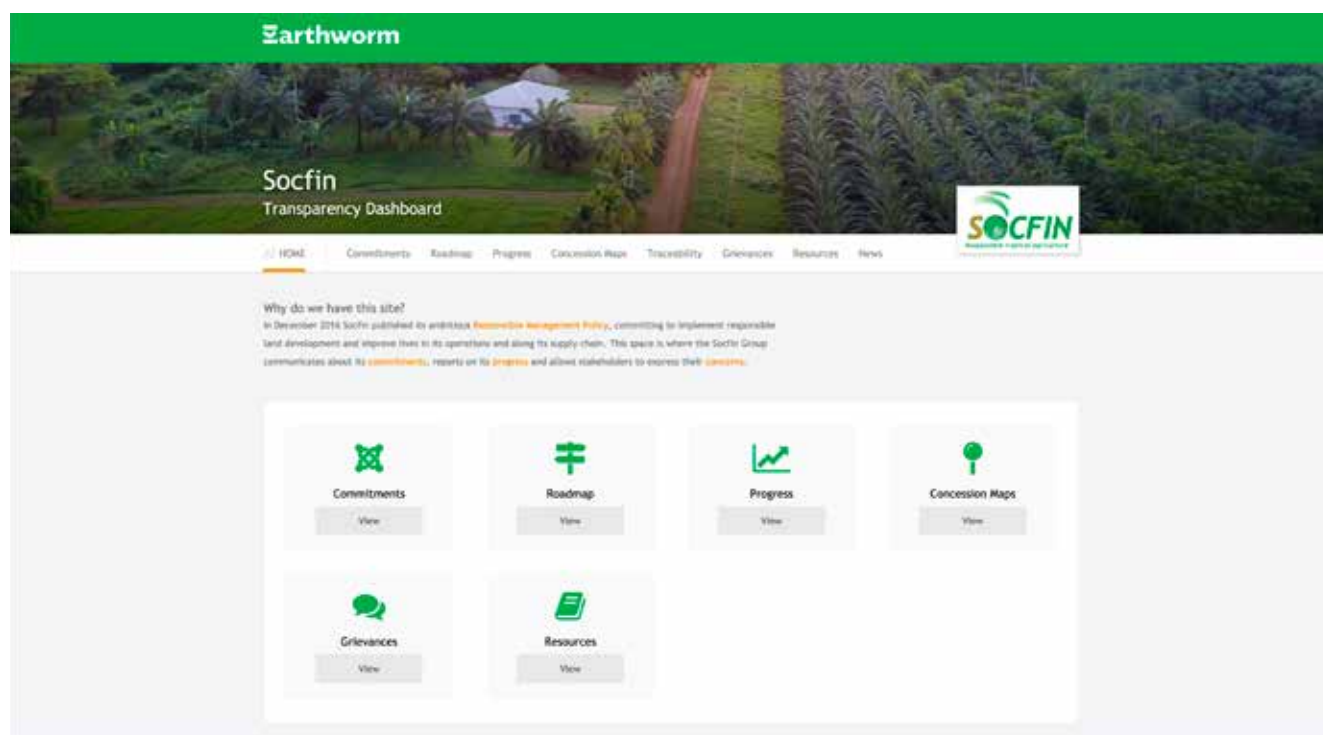 Earthworm
Socfin
Transparency Dashboard
SOCFIN
Responsible tropical agriculture
// HOME Commitments Roadmap Progress Concession Maps Traceability Grievances Resources News
Why do we have this site?
In December 2016 Socfin published its ambitious Responsible Management Policy, committing to implement responsible
land development and improve lives in its operations and along its supply chain. This space is where the Socfin Group
communicates about its commitments, reports on its progress and allows stakeholders to express their concerns.
Commitments
View
Roadmap
View
Progress
View
Concession Maps
View
Grievances
View
Resources
View